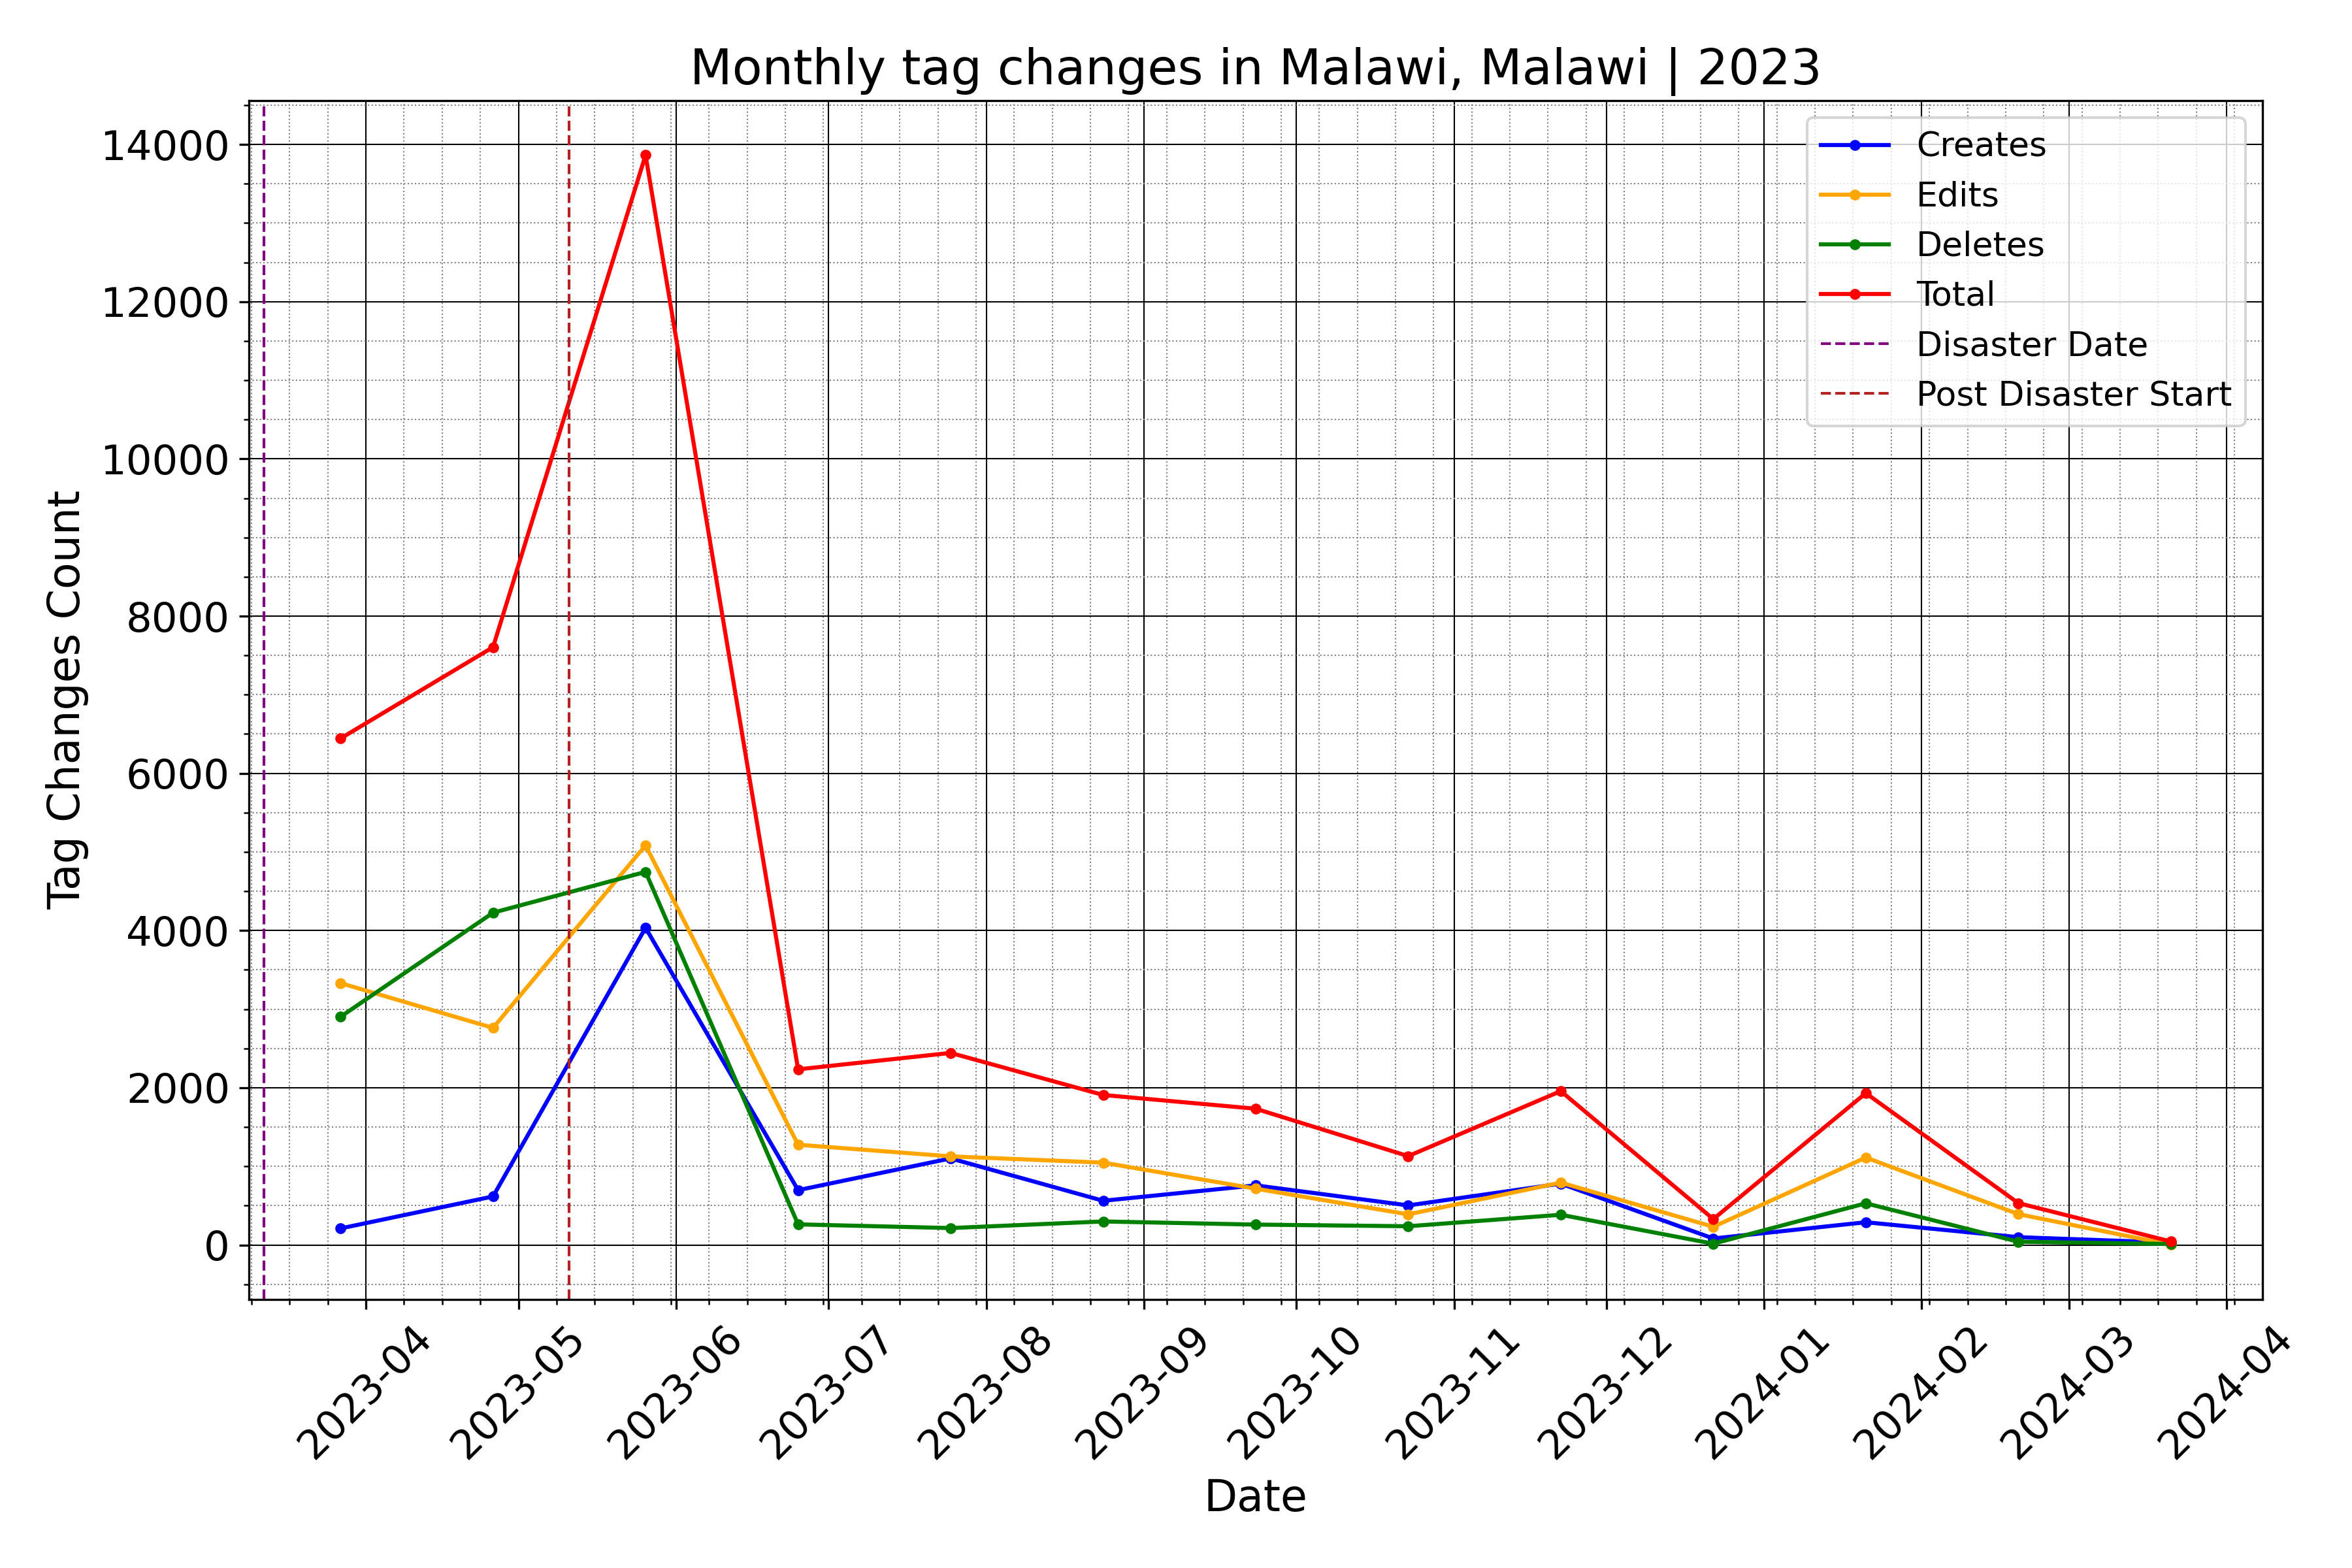 Monthly tag changes in Malawi, Malawi | 2023
Tag Changes Count
14000
12000
10000
8000
6000
4000
2000
0
Creates
Edits
Deletes
Total
Disaster Date
Post Disaster Start
2023-04
2023-05
2023-06
2023-07
2023-08
2023-09
2023-10
2023-11
2023-12
2024-01
2024-02
2024-03
2024-04
Date